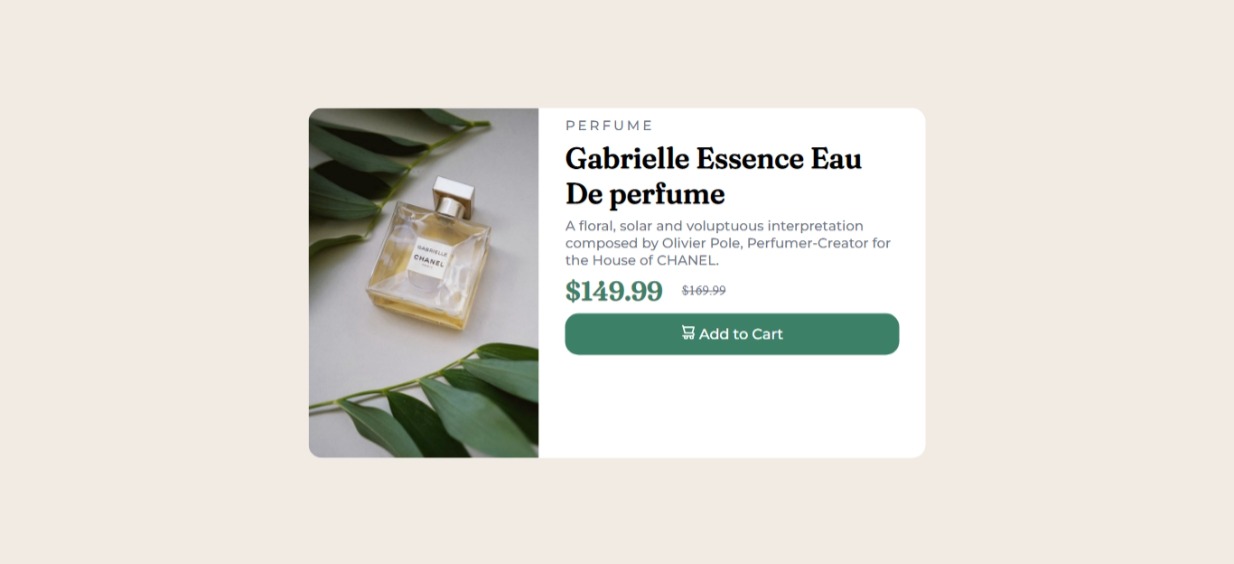 PERFUME
Gabrielle Essence Eau
De perfume
A floral, solar and voluptuous interpretation
composed by Olivier Pole, Perfumer-Creator for
the House of CHANEL.
$149.99 $169.99
Add to Cart
GABRIELLE
CHANEL